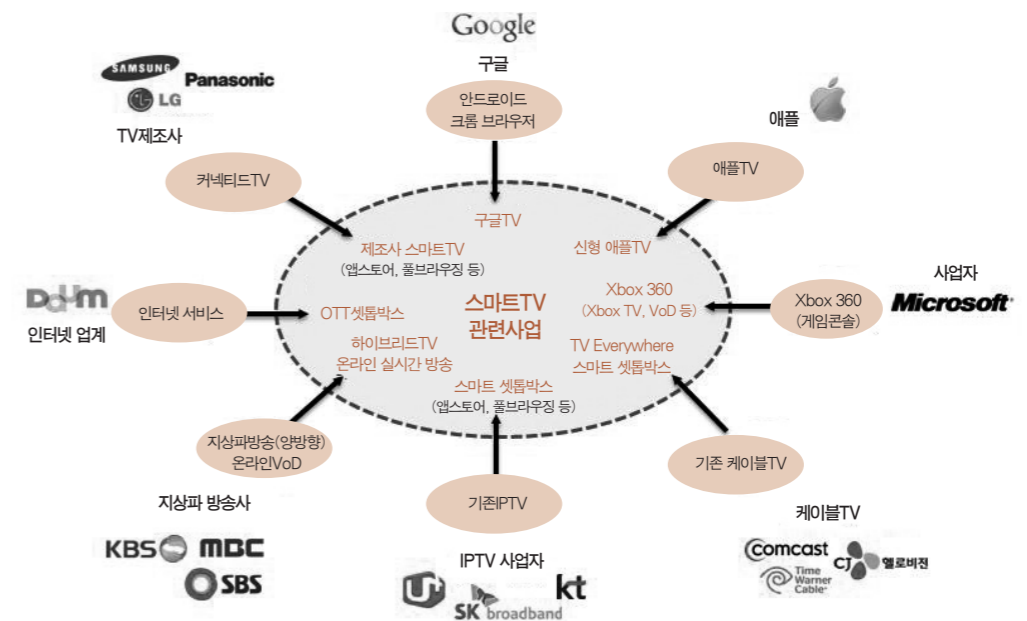 Google
구글
안드로이드
크롬 브라우저
SAMSUNG
Panasonic
LG
TV제조사
커넥티드TV
애플
애플TV
구글TV
제조사 스마트TV
(앱스토어, 풀브라우징 등)
신형 애플TV
Daum
인터넷 업계
인터넷 서비스
OTT셋톱박스
스마트TV
관련사업
Xbox 360
(Xbox TV, VoD 등)
Xbox 360
(게임콘솔)
사업자
Microsoft
하이브리드TV
온라인 실시간 방송
TV Everywhere
스마트 셋톱박스
스마트 셋톱박스
(앱스토어, 풀브라우징 등)
지상파방송(양방향)
온라인VoD
지상파 방송사
KBS
MBC
SBS
기존IPTV
IPTV 사업자
U+
SK broadband
kt
기존 케이블TV
케이블TV
Comcast
Time
Warner
Cable
CJ 헬로비전